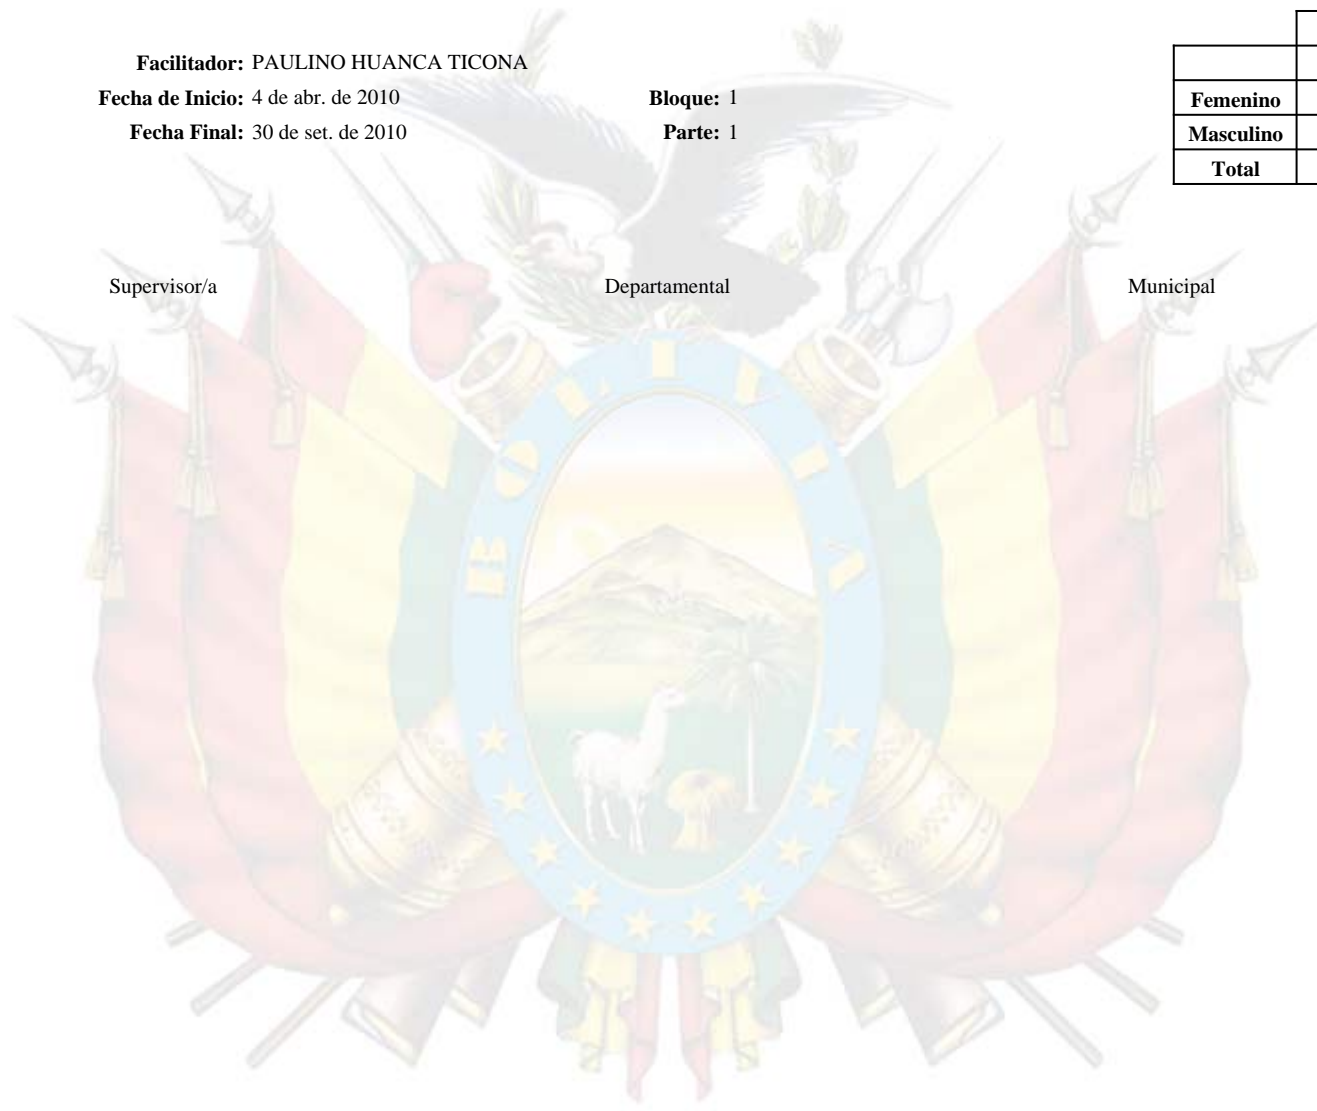 Facilitador: PAULINO HUANCA TICONA
Fecha de Inicio: 4 de abr. de 2010 Bloque: 1
Fecha Final: 30 de set. de 2010 Parte: 1
Femenino
Masculino
Total
Supervisor/a Departamental Municipal
BOLIVIA